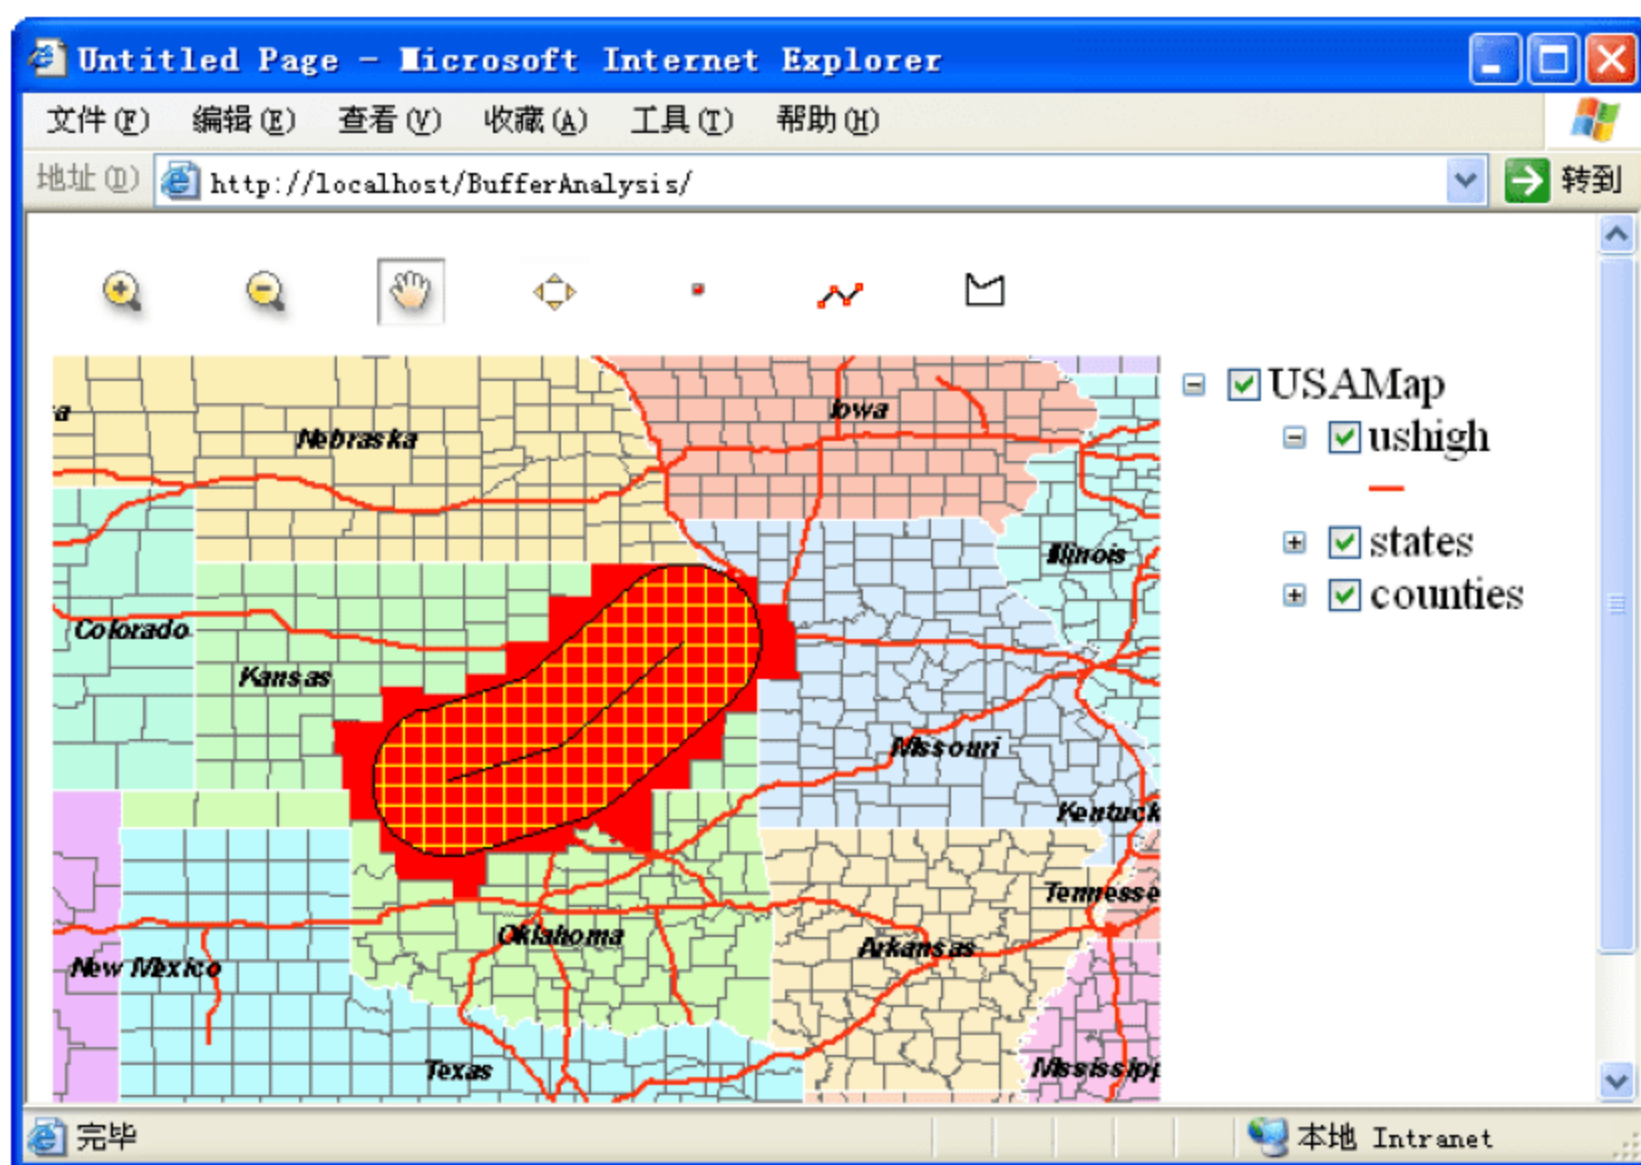 Untitled Page - Microsoft Internet Explorer
文件(F) 编辑(E) 查看(V) 收藏(A) 工具(T) 帮助(H)
地址(D) http://localhost/BufferAnalysis/ 转到
USAMap
ushigh
states
counties
a
Iowa
Nebraska
Illinois
Colorado
Kansas
Missouri
Kentuck
Tennesse
Oklahoma
Arkansas
New Mexico
Texas
Mississipp
完毕 本地 Intranet